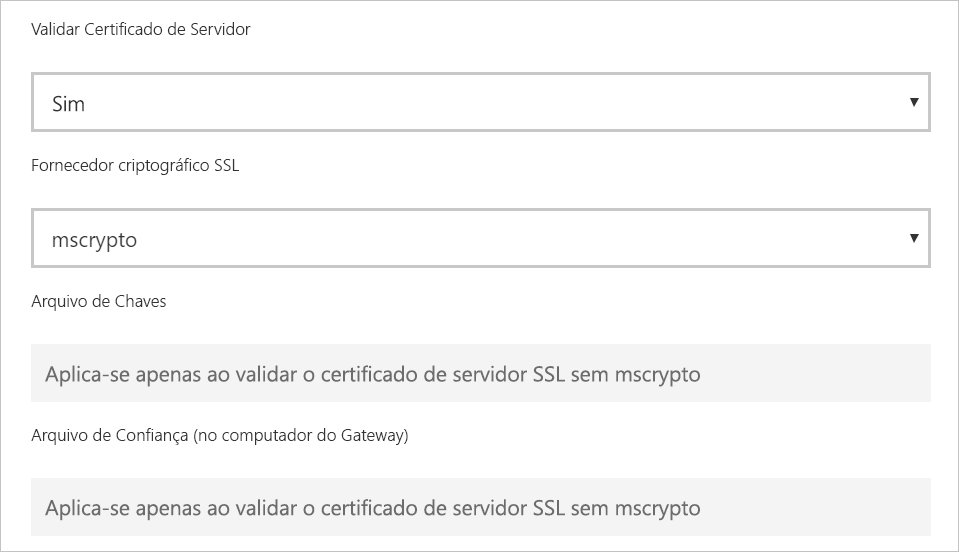 Validar Certificado de Servidor
Sim
Fornecedor criptográfico SSL
mscrypto
Arquivo de Chaves
Aplica-se apenas ao validar o certificado de servidor SSL sem mscrypto
Arquivo de Confiança (no computador do Gateway)
Aplica-se apenas ao validar o certificado de servidor SSL sem mscrypto